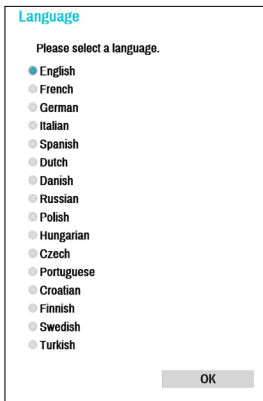 Language
Please select a language.
English
French
German
Italian
Spanish
Dutch
Danish
Russian
Polish
Hungarian
Czech
Portuguese
Croatian
Finnish
Swedish
Turkish
OK